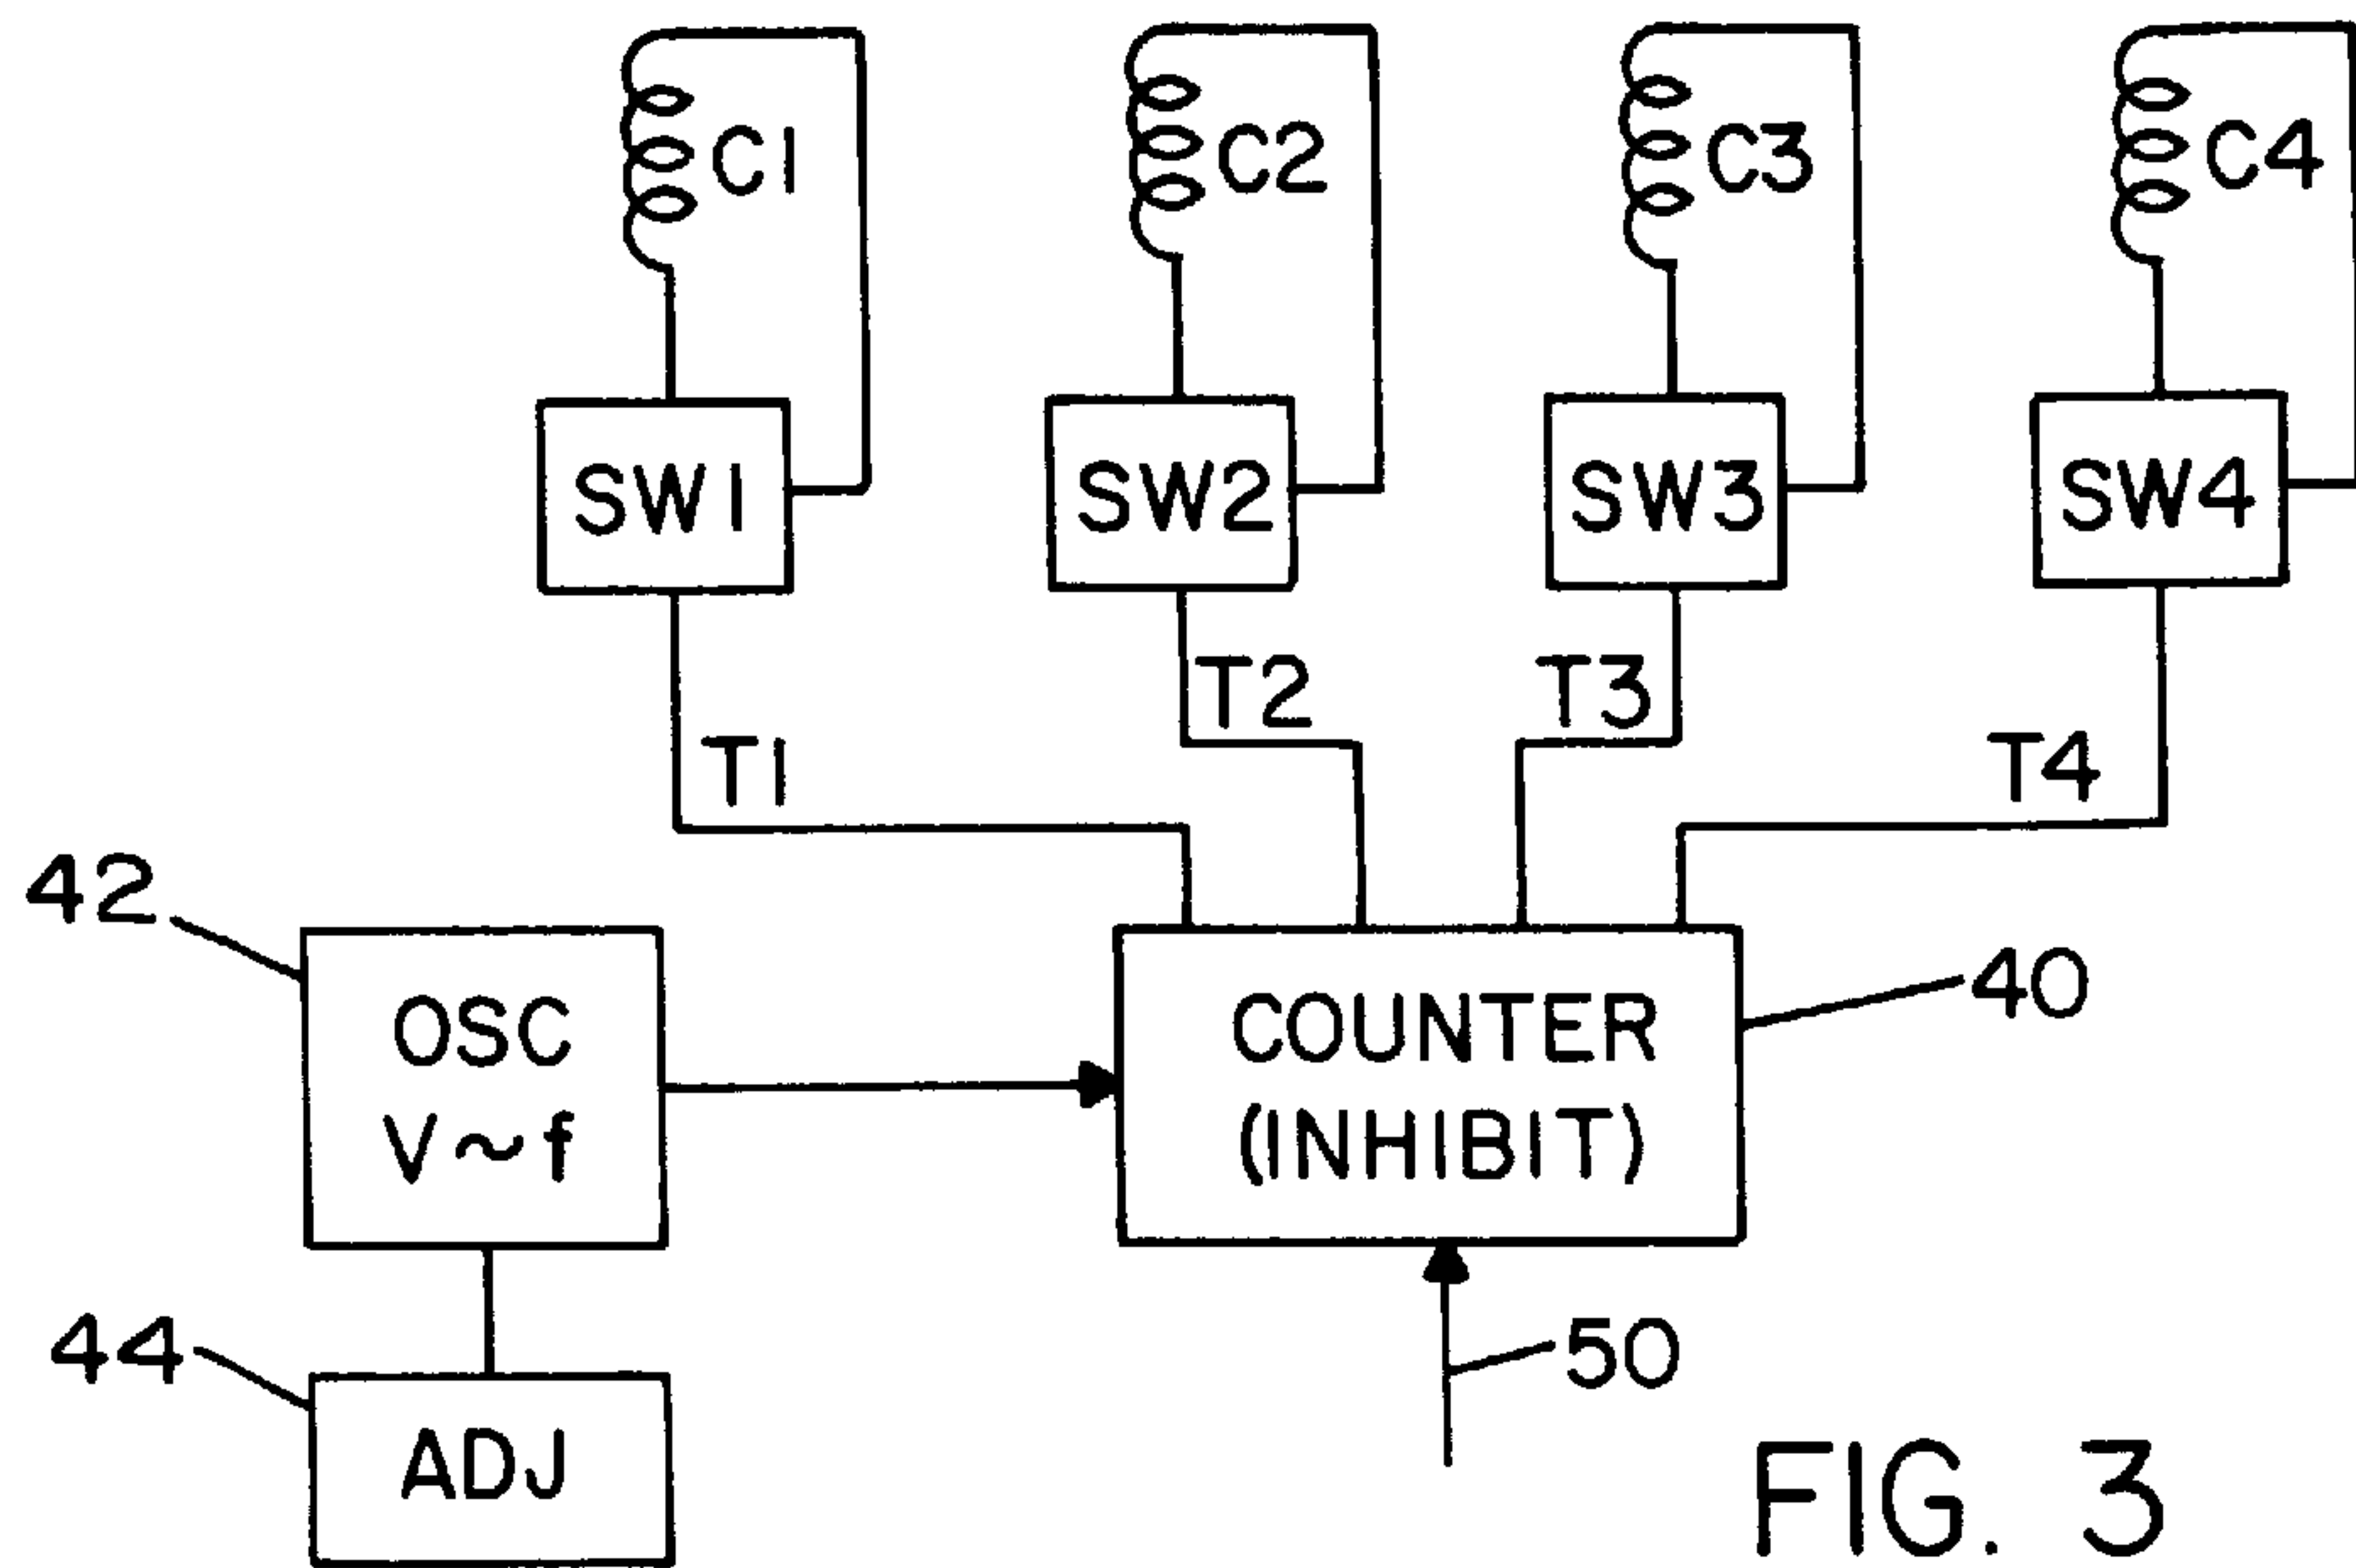 C1
C2
C3
C4
SW1
SW2
SW3
SW4
T1
T2
T3
T4
42
OSC
V~f
COUNTER
(INHIBIT)
40
44
ADJ
50
FIG. 3